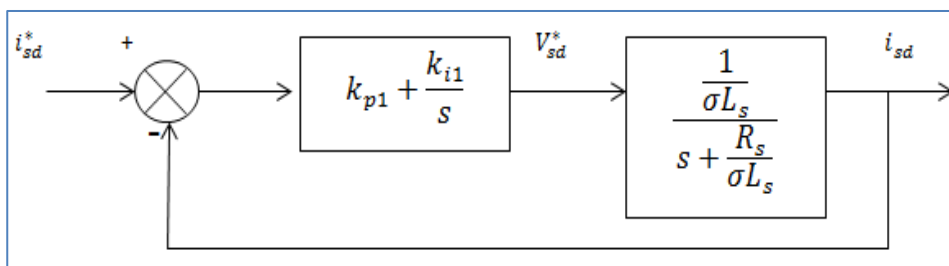 i*sd + kp1 + ki1/s V*sd (1/σLs)/(s + Rs/σLs) isd
-